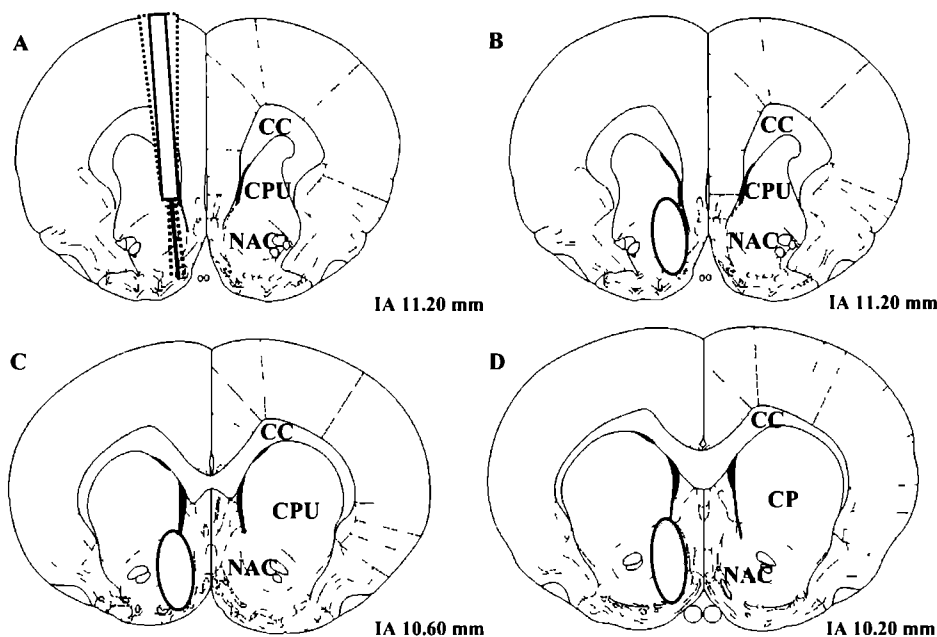 A
CC
CPU
NAC
IA 11.20 mm
B
CC
CPU
NAC
IA 11.20 mm
C
CC
CPU
NAC
IA 10.60 mm
D
CC
CP
NAC
IA 10.20 mm